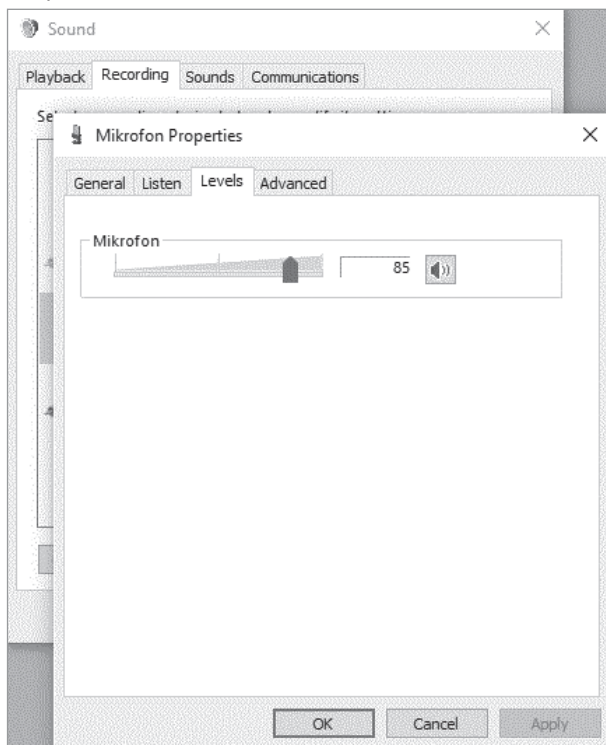 Sound
Playback Recording Sounds Communications
Mikrofon Properties
General Listen Levels Advanced
Mikrofon
85
OK Cancel Apply